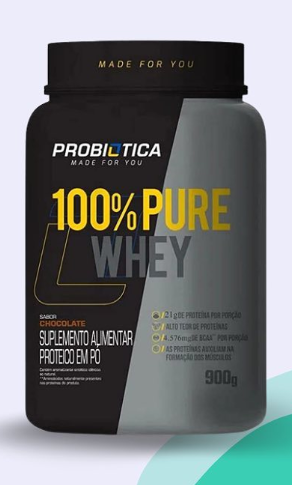 MADE FOR YOU
PROBIÓTICA
MADE FOR YOU
100% PURE
WHEY
SABOR
CHOCOLATE
SUPLEMENTO ALIMENTAR
PROTEICO EM PÓ
21g DE PROTEÍNA POR PORÇÃO
ALTO TEOR DE PROTEÍNAS
4.576mg DE BCAA* POR PORÇÃO
AS PROTEÍNAS AUXILIAM NA
FORMAÇÃO DOS MÚSCULOS
900g